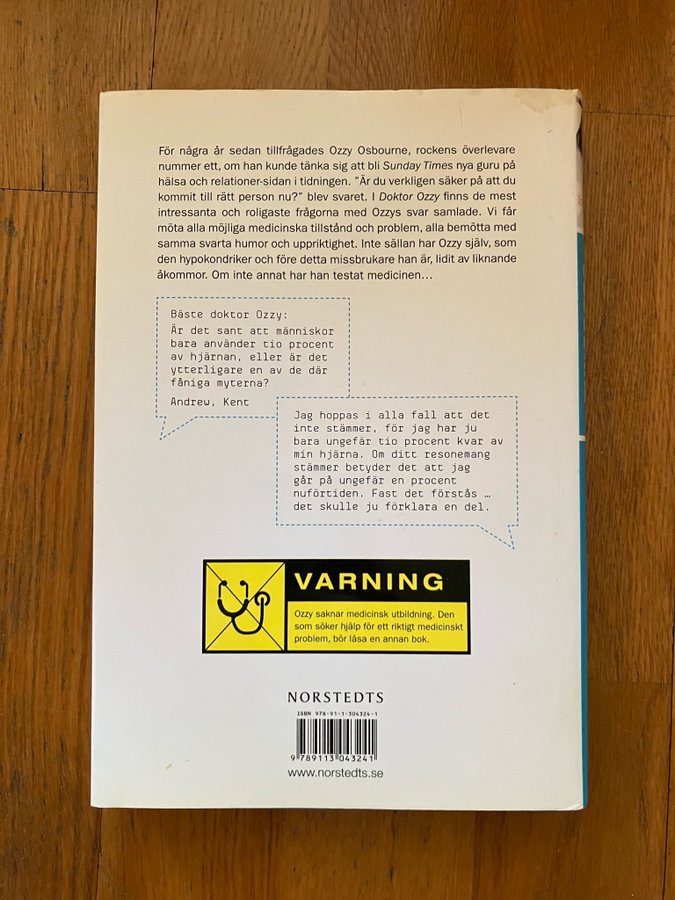 För några år sedan tillfrågades Ozzy Osbourne, rockens överlevare
nummer ett, om han kunde tänka sig att bli Sunday Times nya guru på
hälsa och relationer-sidan i tidningen. ”Är du verkligen säker på att du
kommit till rätt person nu?” blev svaret. I Doktor Ozzy finns de mest
intressanta och roligaste frågorna med Ozzys svar samlade. Vi får
möta alla möjliga medicinska tillstånd och problem, alla bemötta med
samma svarta humor och uppriktighet. Inte sällan har Ozzy själv, som
den hypokondriker och före detta missbrukare han är, lidit av liknande
åkommor. Om inte annat har han testat medicinen…
Bäste doktor Ozzy:
Är det sant att människor
bara använder tio procent
av hjärnan, eller är det
ytterligare en av de där
fåniga myterna?
Andrew, Kent
Jag hoppas i alla fall att det
inte stämmer, för jag har ju
bara ungefär tio procent kvar av
min hjärna. Om ditt resonemang
stämmer betyder det att jag
går på ungefär en procent
nuförtiden. Fast det förstås …
det skulle ju förklara en del.
VARNING
Ozzy saknar medicinsk utbildning. Den
som söker hjälp för ett riktigt medicinskt
problem, bör läsa en annan bok.
NORSTEDTS
ISBN 978-91-1-304324-1
9 789113 043241
www.norstedts.se